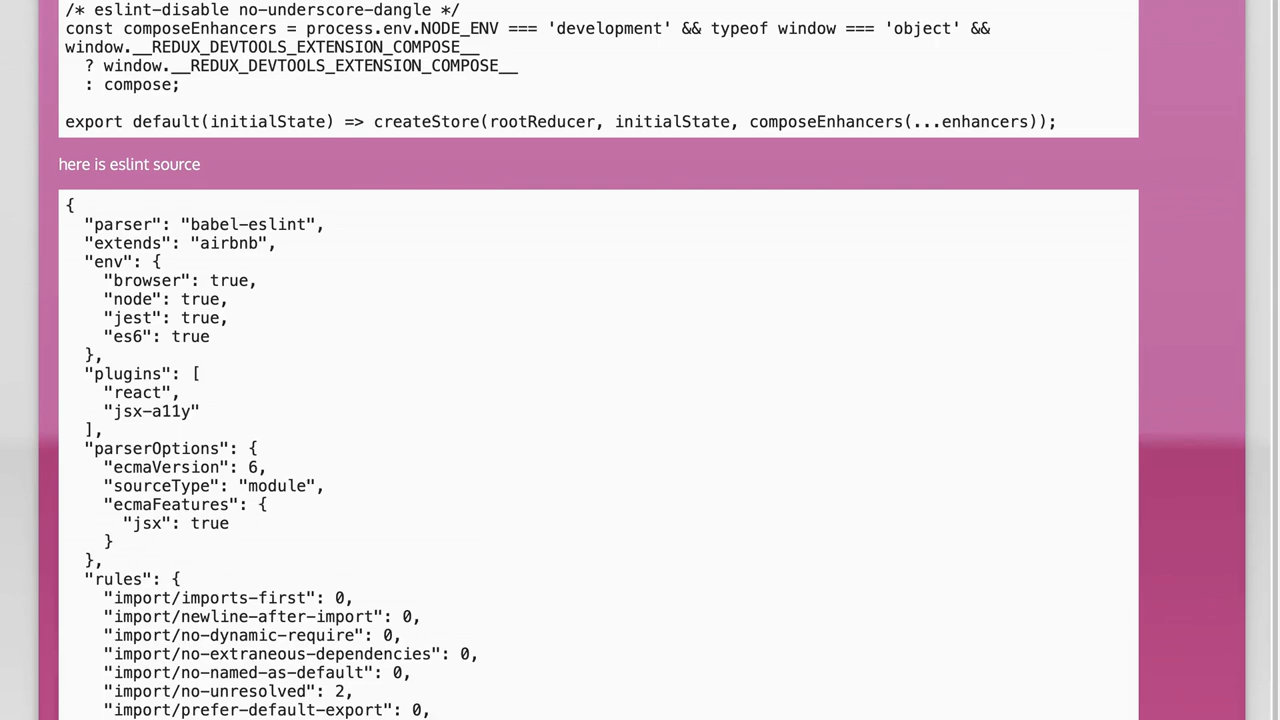 /* eslint-disable no-underscore-dangle */
const composeEnhancers = process.env.NODE_ENV === 'development' && typeof window === 'object' &&
window.__REDUX_DEVTOOLS_EXTENSION_COMPOSE__
  ? window.__REDUX_DEVTOOLS_EXTENSION_COMPOSE__
  : compose;

export default(initialState) => createStore(rootReducer, initialState, composeEnhancers(...enhancers));
here is eslint source
{
  "parser": "babel-eslint",
  "extends": "airbnb",
  "env": {
    "browser": true,
    "node": true,
    "jest": true,
    "es6": true
  },
  "plugins": [
    "react",
    "jsx-a11y"
  ],
  "parserOptions": {
    "ecmaVersion": 6,
    "sourceType": "module",
    "ecmaFeatures": {
      "jsx": true
    }
  },
  "rules": {
    "import/imports-first": 0,
    "import/newline-after-import": 0,
    "import/no-dynamic-require": 0,
    "import/no-extraneous-dependencies": 0,
    "import/no-named-as-default": 0,
    "import/no-unresolved": 2,
    "import/prefer-default-export": 0,